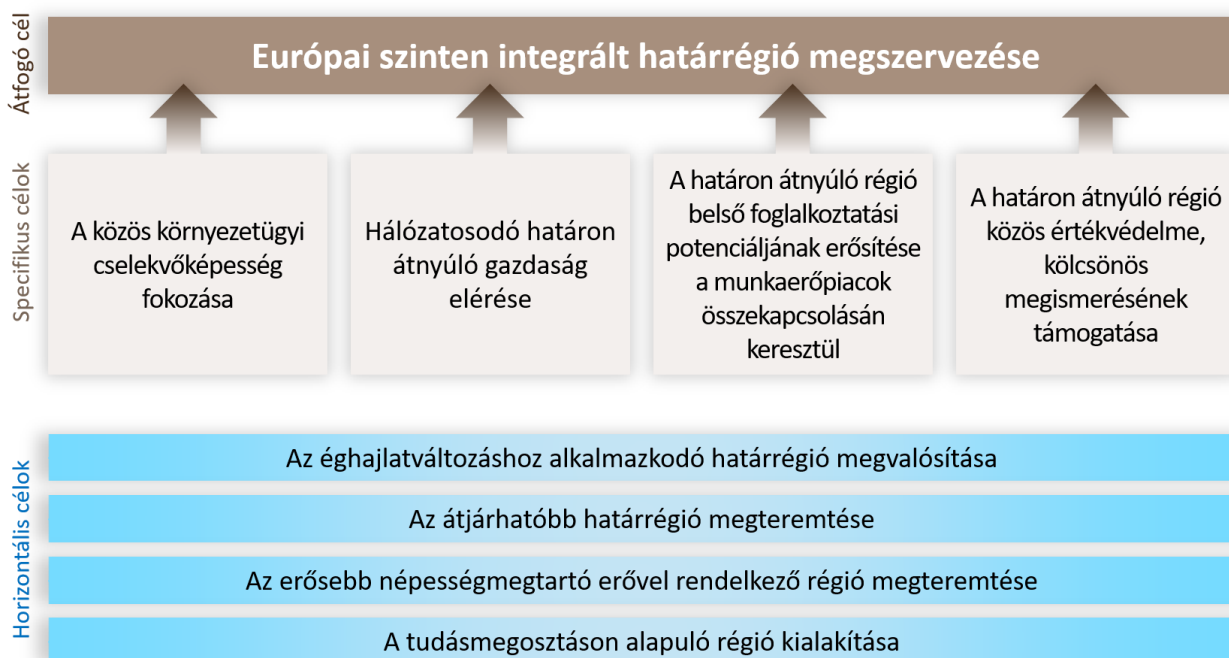 Átfogó cél
Európai szinten integrált határrégió megszervezése
Specifikus célok
A közös környezetügyi
cselekvőképesség
fokozása
Hálózatosodó határon
átnyúló gazdaság
elérése
A határon átnyúló régió
belső foglalkoztatási
potenciáljának erősítése
a munkaerőpiacok
összekapcsolásán
keresztül
A határon átnyúló régió
közös értékvédelme,
kölcsönös
megismerésének
támogatása
Horizontális célok
Az éghajlatváltozáshoz alkalmazkodó határrégió megvalósítása
Az átjárhatóbb határrégió megteremtése
Az erősebb népességmegtartó erővel rendelkező régió megteremtése
A tudásmegosztáson alapuló régió kialakítása